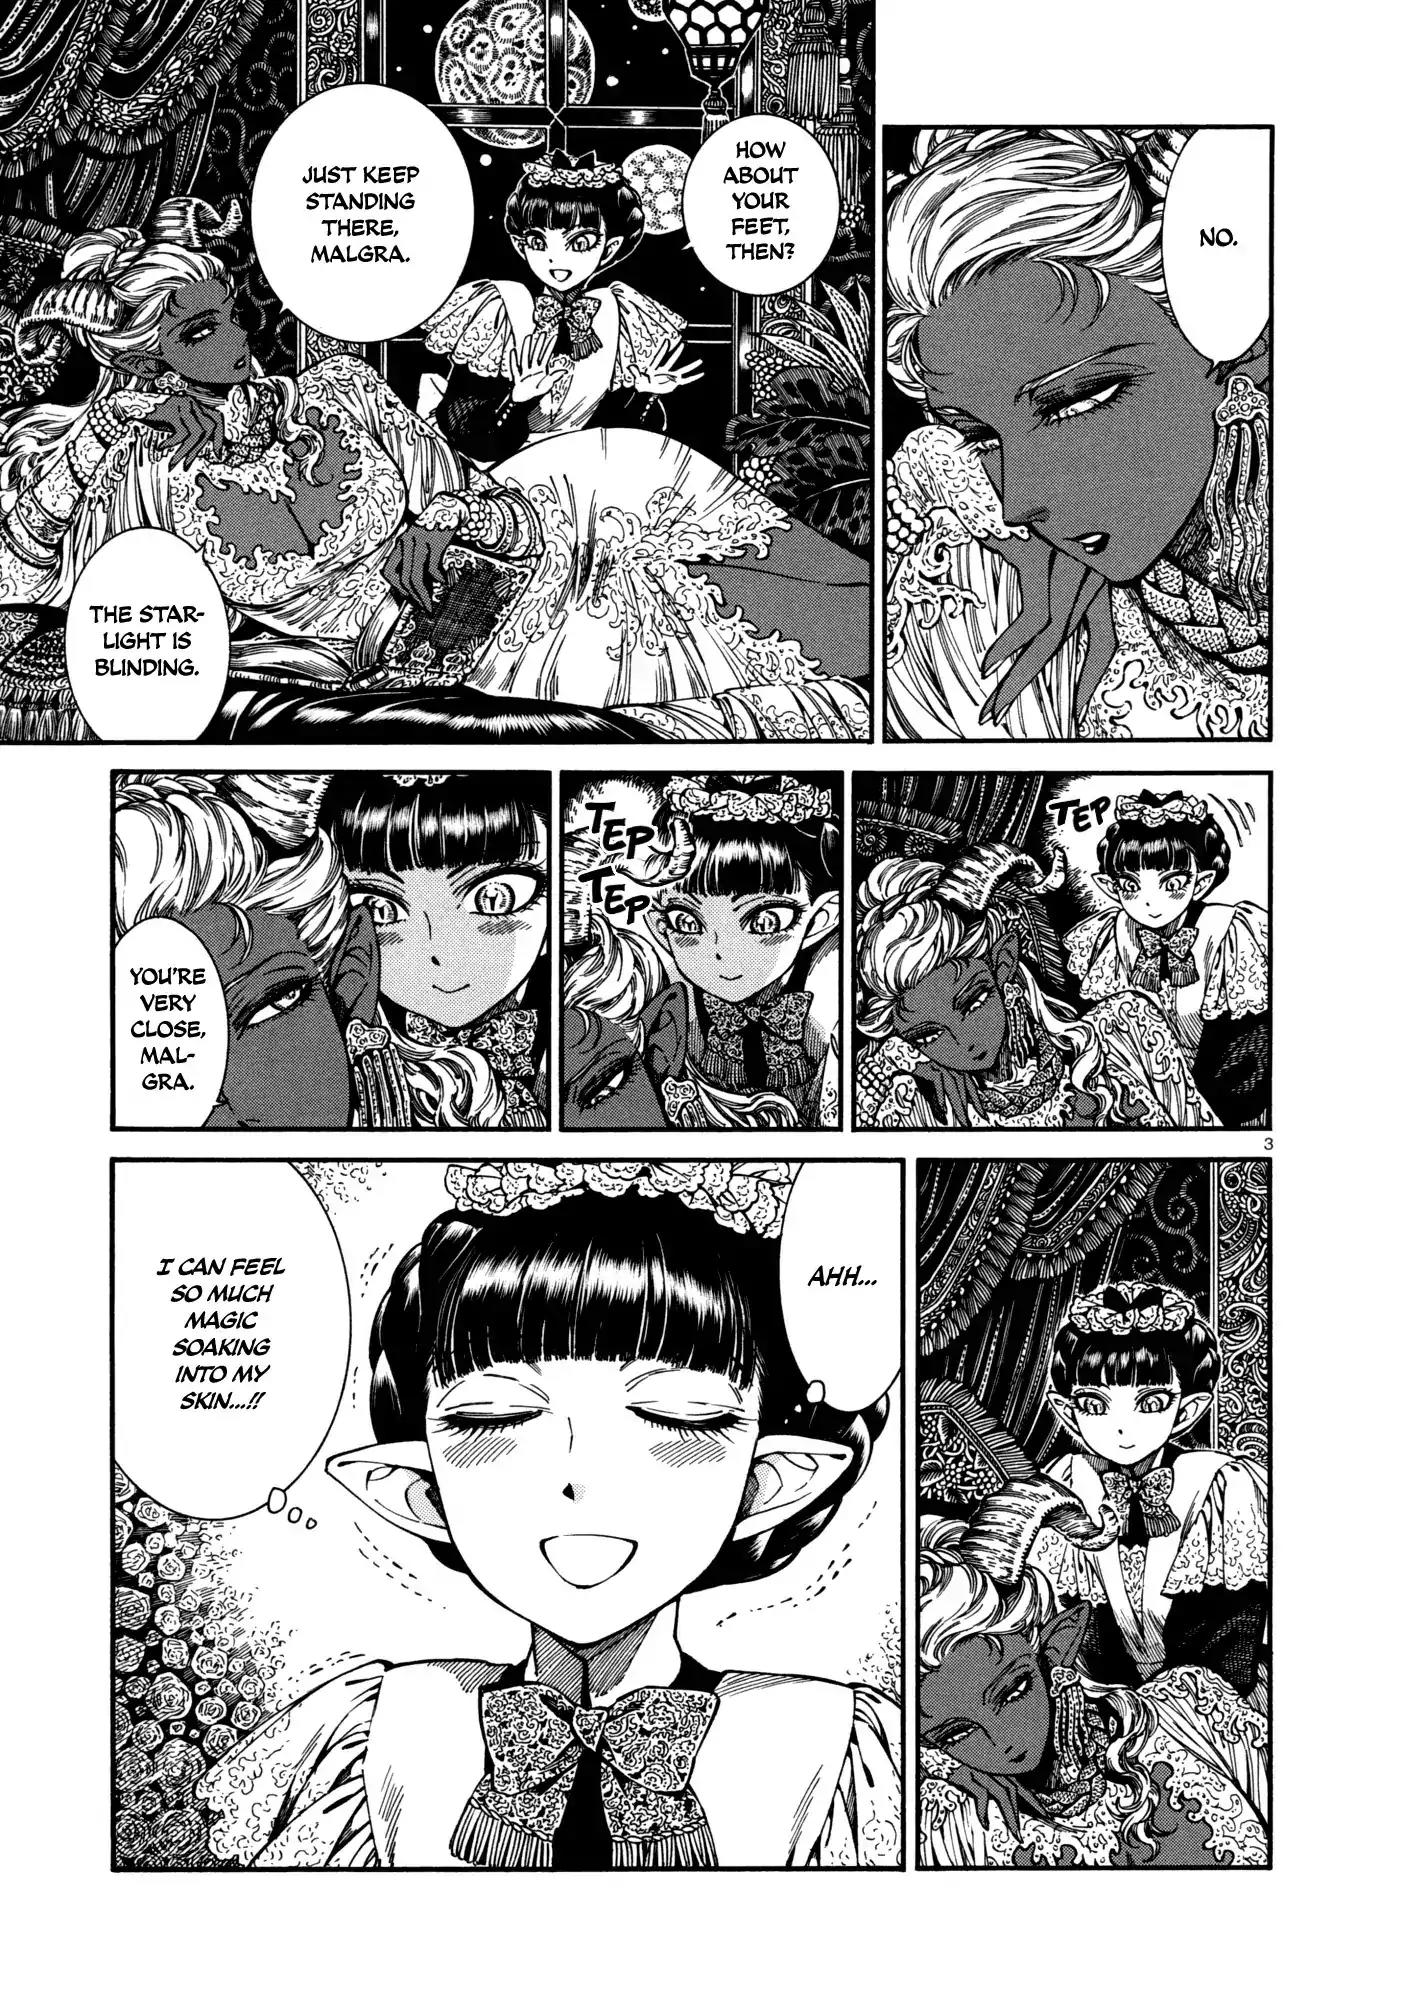 NO.
HOW
ABOUT
YOUR
FEET,
THEN?
JUST KEEP
STANDING
THERE,
MALGRA.
THE STAR-
LIGHT IS
BLINDING.
TEP
TEP
TEP
TEP
YOU'RE
VERY
CLOSE,
MAL-
GRA.
3
AHH...
I CAN FEEL
SO MUCH
MAGIC
SOAKING
INTO MY
SKIN...!!